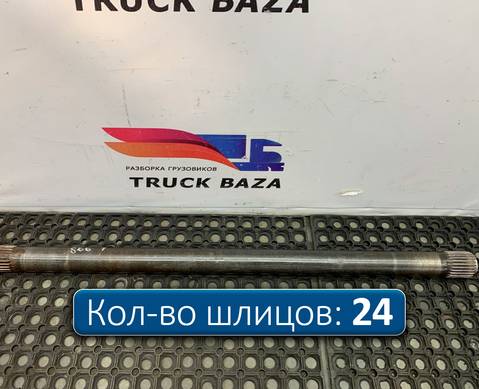 TRUCK BAZA
РАЗБОРКА ГРУЗОВИКОВ
TRUCK BAZA
Кол-во шлицов: 24